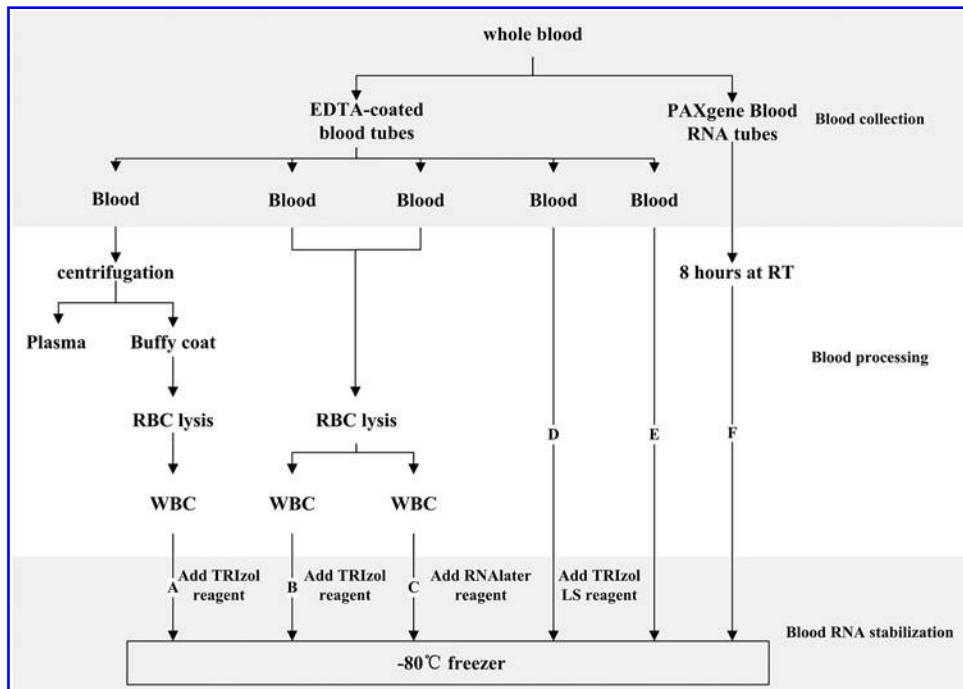 whole blood
EDTA-coated
blood tubes
PAXgene Blood
RNA tubes
Blood collection
Blood
Blood
Blood
Blood
Blood
centrifugation
8 hours at RT
Plasma
Buffy coat
Blood processing
RBC lysis
RBC lysis
D
E
F
WBC
WBC
WBC
A
Add TRIzol
reagent
B
Add TRIzol
reagent
C
Add RNAlater
reagent
Add TRIzol
LS reagent
Blood RNA stabilization
-80℃ freezer